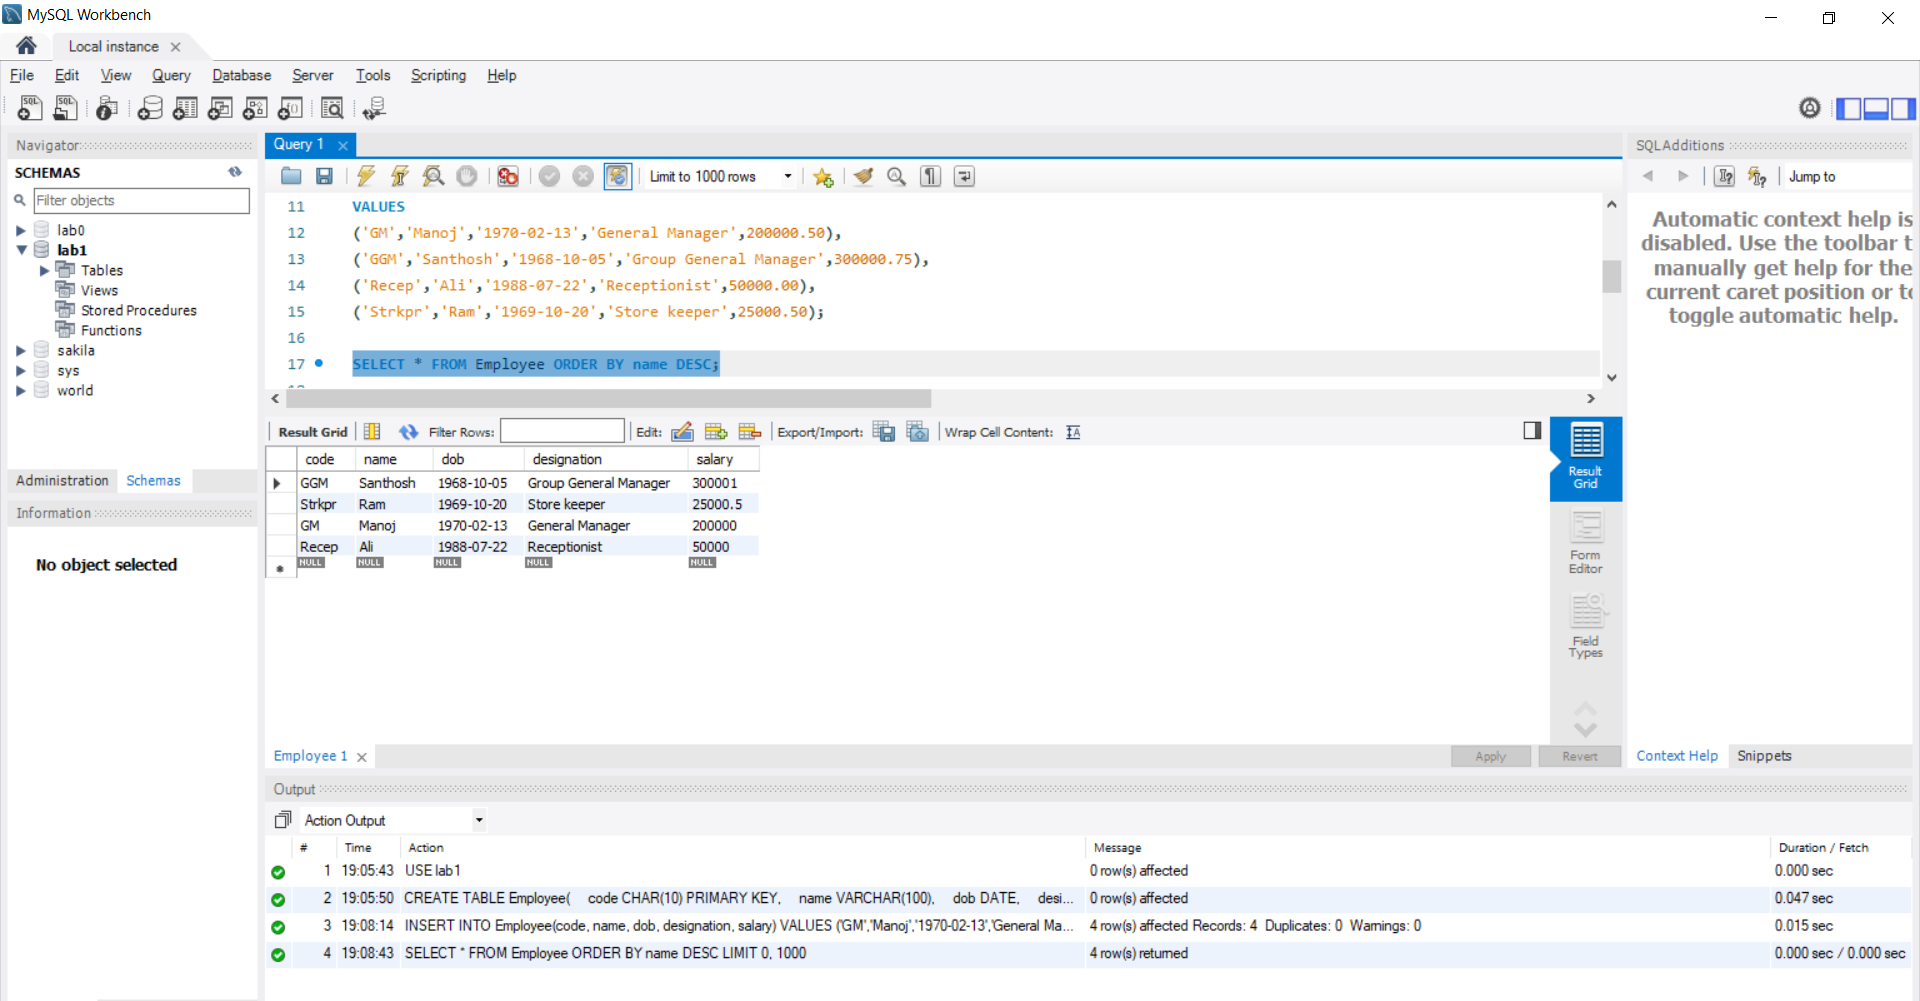 MySQL Workbench
Local instance
File Edit View Query Database Server Tools Scripting Help
Navigator
SCHEMAS
Filter objects
lab0
lab1
Tables
Views
Stored Procedures
Functions
sakila
sys
world
Administration Schemas
Information
No object selected
Query 1
Limit to 1000 rows
11 VALUES
12 ('GM','Manoj','1970-02-13','General Manager',200000.50),
13 ('GGM','Santhosh','1968-10-05','Group General Manager',300000.75),
14 ('Recep','Ali','1988-07-22','Receptionist',50000.00),
15 ('Strkpr','Ram','1969-10-20','Store keeper',25000.50);
16
17 SELECT * FROM Employee ORDER BY name DESC;
Result Grid Filter Rows: Edit: Export/Import: Wrap Cell Content:
code name dob designation salary
GGM Santhosh 1968-10-05 Group General Manager 300001
Strkpr Ram 1969-10-20 Store keeper 25000.5
GM Manoj 1970-02-13 General Manager 200000
Recep Ali 1988-07-22 Receptionist 50000
NULL NULL NULL NULL NULL
Result
Grid
Form
Editor
Field
Types
Employee 1
Apply Revert
SQLAdditions
Jump to
Automatic context help is
disabled. Use the toolbar t
manually get help for the
current caret position or to
toggle automatic help.
Context Help Snippets
Output
Action Output
# Time Action Message Duration / Fetch
1 19:05:43 USE lab1 0 row(s) affected 0.000 sec
2 19:05:50 CREATE TABLE Employee( code CHAR(10) PRIMARY KEY, name VARCHAR(100), dob DATE, desi... 0 row(s) affected 0.047 sec
3 19:08:14 INSERT INTO Employee(code, name, dob, designation, salary) VALUES ('GM','Manoj','1970-02-13','General Ma... 4 row(s) affected Records: 4 Duplicates: 0 Warnings: 0 0.015 sec
4 19:08:43 SELECT * FROM Employee ORDER BY name DESC LIMIT 0, 1000 4 row(s) returned 0.000 sec / 0.000 sec